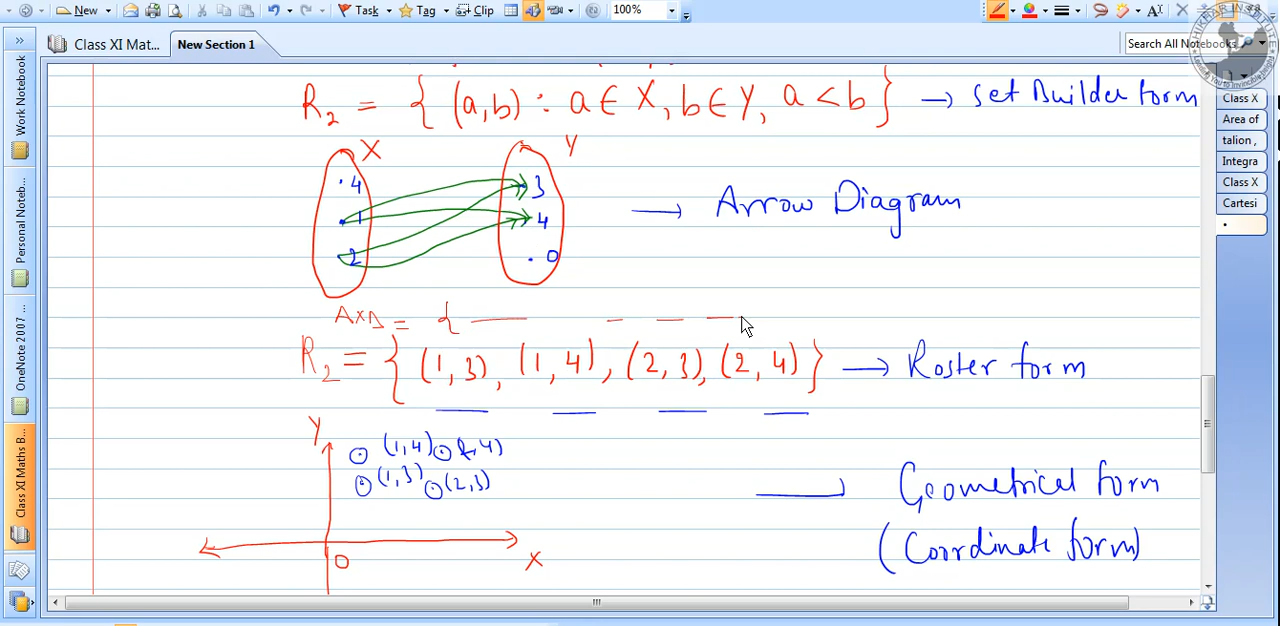 New Task Tag Clip 100%
Class XI Mat... New Section 1 Search All Notebooks
R₂ = { (a,b) : a ∈ X, b ∈ Y, a < b } → Set Builder form
X Y
4 3
1 4
2 0
→ Arrow Diagram
R₂ = { (1,3), (1,4), (2,3), (2,4) } → Roster form
Y
(1,4)
(1,3) (2,3)
Geometrical form
(Coordinate form)
O X
Work Notebook
Personal Noteb...
OneNote 2007 ...
Class XI Maths B...
Class X
Area of
talion ,
Integra
Class X
Cartesi